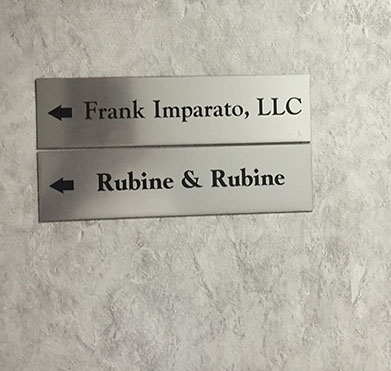 ← Frank Imparato, LLC
← Rubine & Rubine